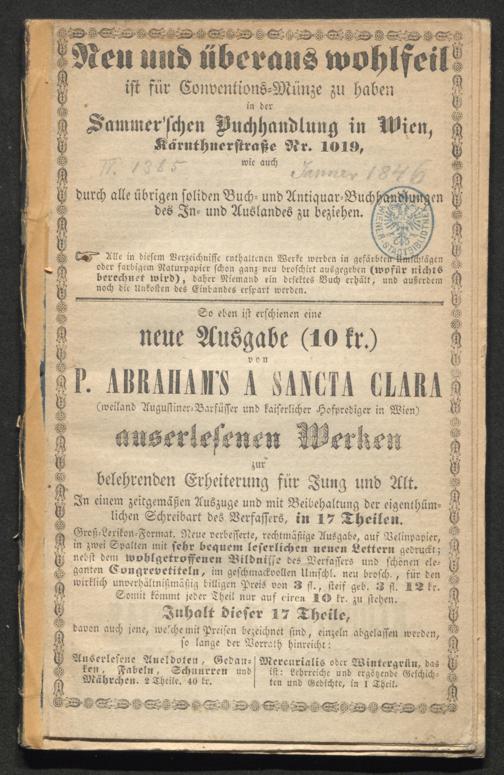 Neu und überaus wohlfeil
ist für Conventions-Münze zu haben
in der
Sammer'schen Buchhandlung in Wien,
Kärnthnerstraße Nr. 1019,
wie auch
II. 1385
Janner 1846
durch alle übrigen soliden Buch- und Antiquar-Buchhandlungen
des In- und Auslandes zu beziehen.
WIENER STADTBIBLIOTHEK
☞ Alle in diesem Verzeichnisse enthaltenen Werke werden in gefärbten Umschlägen
oder farbigem Naturpapier schon ganz neu broschirt ausgegeben (wofür nichts
berechnet wird), daher Niemand ein defektes Buch erhält, und außerdem
noch die Unkosten des Einbandes erspart werden.
So eben ist erschienen eine
neue Ausgabe (10 kr.)
von
P. ABRAHAM'S A SANCTA CLARA
(weiland Augustiner-Barfüsser und kaiserlicher Hofprediger in Wien)
auserlesenen Werken
zur
belehrenden Erheiterung für Jung und Alt.
In einem zeitgemäßen Auszuge und mit Beibehaltung der eigenthüm-
lichen Schreibart des Verfassers, in 17 Theilen.
Groß-Lexikon-Format. Neue verbesserte, rechtmäßige Ausgabe, auf Velinpapier,
in zwei Spalten mit sehr bequem leserlichen neuen Lettern gedruckt;
nebst dem wohlgetroffenen Bildnisse des Verfassers und schönen ele-
ganten Congrevetiteln, im geschmackvollen Umschl. neu brosch., für den
wirklich unverhältnißmäßig billigen Preis von 3 fl., steif geb. 3 fl. 12 kr.
Somit kommt jeder Theil nur auf circa 10 kr. zu stehen.
Inhalt dieser 17 Theile,
davon auch jene, welche mit Preisen bezeichnet sind, einzeln abgelassen werden,
so lange der Vorrath hinreicht:
Auserlesene Anekdoten, Gedan-
ken, Fabeln, Schnurren und
Mährchen. 2 Theile. 40 kr.
Mercurialis oder Wintergrün, das
ist: Lehrreiche und ergötzende Geschich-
ten und Gedichte, in 1 Theil.